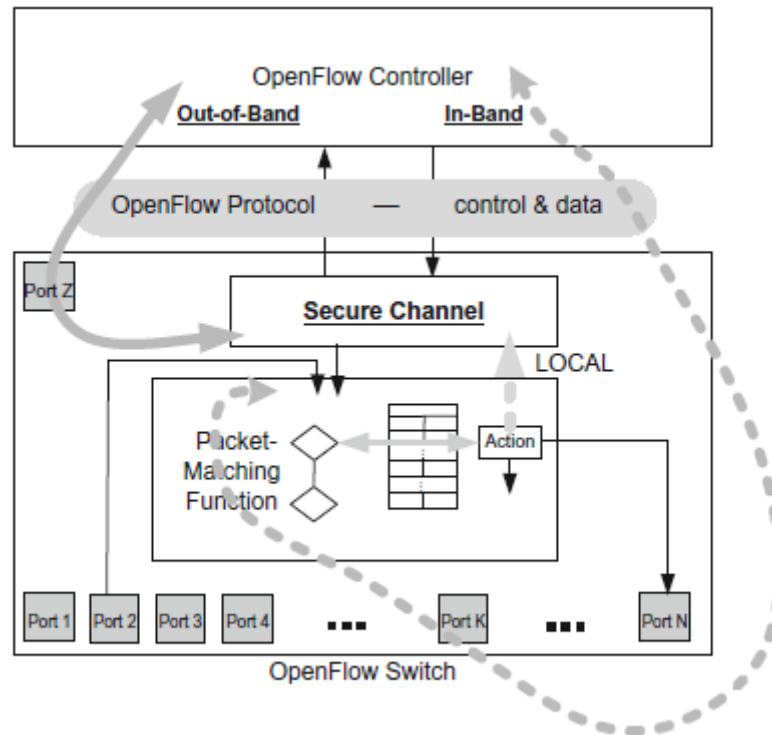 OpenFlow Controller
Out-of-Band
In-Band
OpenFlow Protocol — control & data
Port Z
Secure Channel
LOCAL
Packet-
Matching
Function
Action
Port 1
Port 2
Port 3
Port 4
...
Port K
...
Port N
OpenFlow Switch